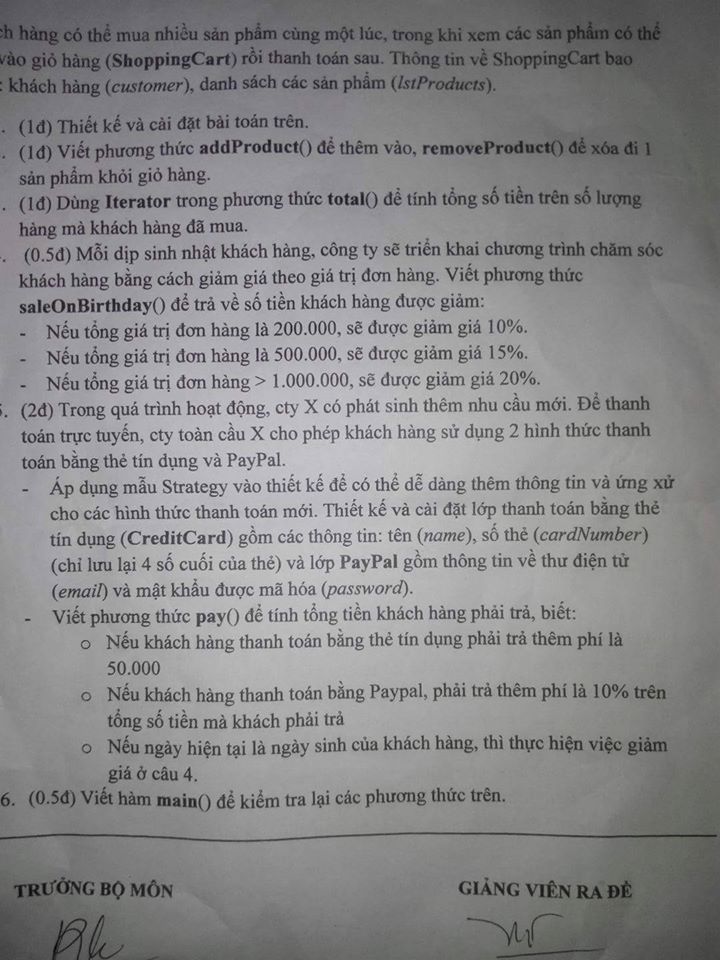 ch hàng có thể mua nhiều sản phẩm cùng một lúc, trong khi xem các sản phẩm có thể
vào giỏ hàng (ShoppingCart) rồi thanh toán sau. Thông tin về ShoppingCart bao
: khách hàng (customer), danh sách các sản phẩm (lstProducts).
. (1đ) Thiết kế và cài đặt bài toán trên.
. (1đ) Viết phương thức addProduct() để thêm vào, removeProduct() để xóa đi 1
sản phẩm khỏi giỏ hàng.
. (1đ) Dùng Iterator trong phương thức total() để tính tổng số tiền trên số lượng
hàng mà khách hàng đã mua.
. (0.5đ) Mỗi dịp sinh nhật khách hàng, công ty sẽ triển khai chương trình chăm sóc
khách hàng bằng cách giảm giá theo giá trị đơn hàng. Viết phương thức
saleOnBirthday() để trả về số tiền khách hàng được giảm:
- Nếu tổng giá trị đơn hàng là 200.000, sẽ được giảm giá 10%.
- Nếu tổng giá trị đơn hàng là 500.000, sẽ được giảm giá 15%.
- Nếu tổng giá trị đơn hàng > 1.000.000, sẽ được giảm giá 20%.
5. (2đ) Trong quá trình hoạt động, cty X có phát sinh thêm nhu cầu mới. Để thanh
toán trực tuyến, cty toàn cầu X cho phép khách hàng sử dụng 2 hình thức thanh
toán bằng thẻ tín dụng và PayPal.
- Áp dụng mẫu Strategy vào thiết kế để có thể dễ dàng thêm thông tin và ứng xử
cho các hình thức thanh toán mới. Thiết kế và cài đặt lớp thanh toán bằng thẻ
tín dụng (CreditCard) gồm các thông tin: tên (name), số thẻ (cardNumber)
(chỉ lưu lại 4 số cuối của thẻ) và lớp PayPal gồm thông tin về thư điện tử
(email) và mật khẩu được mã hóa (password).
- Viết phương thức pay() để tính tổng tiền khách hàng phải trả, biết:
o Nếu khách hàng thanh toán bằng thẻ tín dụng phải trả thêm phí là
50.000
o Nếu khách hàng thanh toán bằng Paypal, phải trả thêm phí là 10% trên
tổng số tiền mà khách phải trả
o Nếu ngày hiện tại là ngày sinh của khách hàng, thì thực hiện việc giảm
giá ở câu 4.
6. (0.5đ) Viết hàm main() để kiểm tra lại các phương thức trên.
TRƯỞNG BỘ MÔN
GIẢNG VIÊN RA ĐỀ